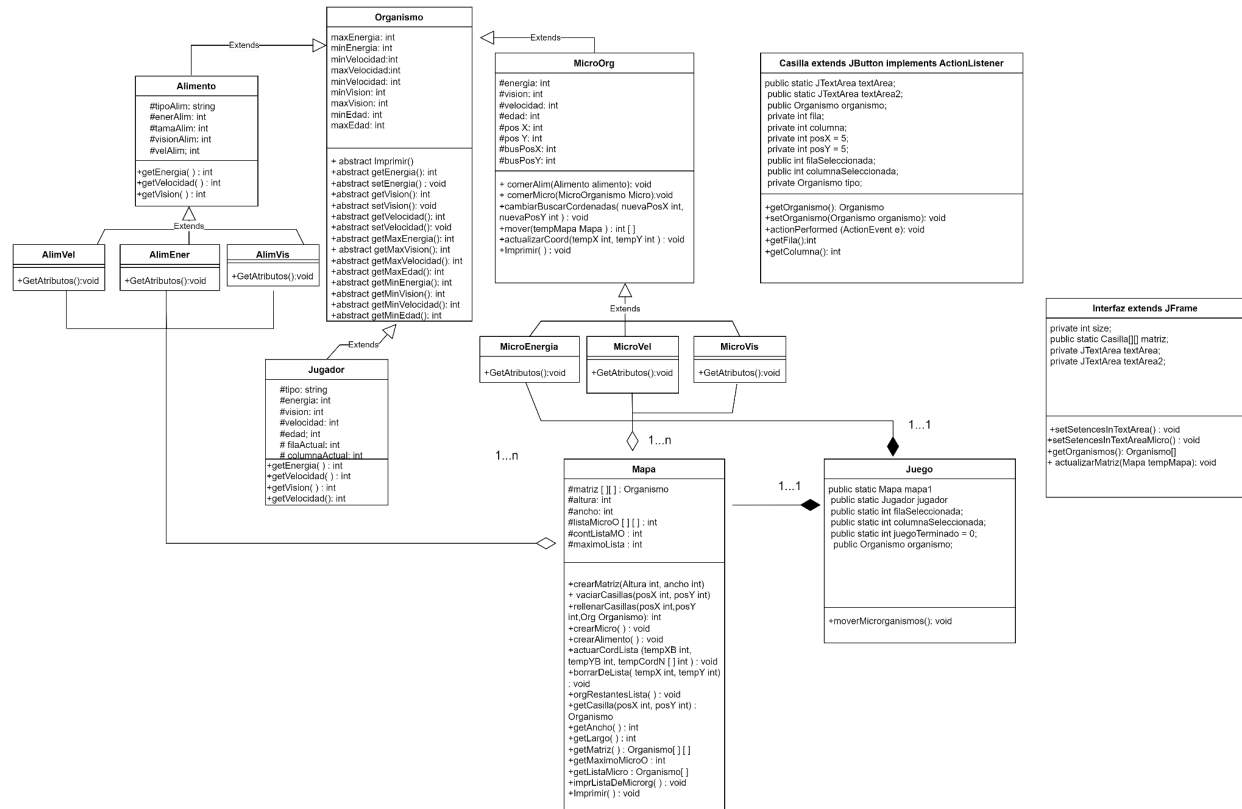 Organismo
maxEnergia: int
minEnergia: int
minVelocidad:int
maxVelocidad:int
minVelocidad: int
minVision: int
maxVision: int
minEdad: int
maxEdad: int
+ abstract Imprimir()
+abstract getEnergia(): int
+abstract setEnergia() : void
+abstract getVision(): int
+abstract setVision(): void
+abstract getVelocidad(): int
+abstract setVelocidad(): void
+abstract getMaxEnergia(): int
+ abstract getMaxVision(): int
+abstract getMaxVelocidad(): int
+abstract getMaxEdad(): int
+abstract getMinEnergia(): int
+abstract getMinVision(): int
+abstract getMinVelocidad(): int
+abstract getMinEdad(): int
Extends
Extends
Alimento
#tipoAlim: string
#enerAlim: int
#tamaAlim: int
#visionAlim: int
#velAlim; int
+getEnergia( ) : int
+getVelocidad( ) : int
+getVision( ) : int
Extends
AlimVel
+GetAtributos():void
AlimEner
+GetAtributos():void
AlimVis
+GetAtributos():void
Extends
Jugador
#tipo: string
#energia: int
#vision: int
#velocidad: int
#edad; int
# filaActual: int
# columnaActual: int
+getEnergia( ) : int
+getVelocidad( ) : int
+getVision( ) : int
+getVelocidad(): int
MicroOrg
#energia: int
#vision: int
#velocidad: int
#edad: int
#pos X: int
#pos Y: int
#busPosX: int
#busPosY: int
+ comerAlim(Alimento alimento): void
+ comerMicro(MicroOrganismo Micro):void
+cambiarBuscarCordenadas( nuevaPosX int,
nuevaPosY int ) : void
+mover(tempMapa Mapa ) : int [ ]
+actualizarCoord(tempX int, tempY int ) : void
+Imprimir( ) : void
Extends
MicroEnergia
+GetAtributos():void
MicroVel
+GetAtributos():void
MicroVis
+GetAtributos():void
1...n
1...n
1...1
1...1
Casilla extends JButton implements ActionListener
public static JTextArea textArea;
public static JTextArea textArea2;
public Organismo organismo;
private int fila;
private int columna;
private int posX = 5;
private int posY = 5;
public int filaSeleccionada;
public int columnaSeleccionada;
private Organismo tipo;
+getOrganismo(): Organismo
+setOrganismo(Organismo organismo): void
+actionPerformed (ActionEvent e): void
+getFila():int
+getColumna(): int
Interfaz extends JFrame
private int size;
public static Casilla[][] matriz;
private JTextArea textArea;
private JTextArea textArea2;
+setSetencesInTextArea() : void
+setSetencesInTextAreaMicro() : void
+getOrganismos(): Organismo[]
+ actualizarMatriz(Mapa tempMapa): void
Mapa
#matriz [ ][ ] : Organismo
#altura: int
#ancho: int
#listaMicroO [ ] [ ] : int
#contListaMO : int
#maximoLista : int
+crearMatriz(Altura int, ancho int)
+ vaciarCasillas(posX int, posY int)
+rellenarCasillas(posX int,posY
int,Org Organismo): int
+crearMicro( ) : void
+crearAlimento( ) : void
+actuarCordLista (tempXB int,
tempYB int, tempCordN [ ] int ) : void
+borrarDeLista( tempX int, tempY int)
: void
+orgRestantesLista( ) : void
+getCasilla(posX int, posY int) :
Organismo
+getAncho( ) : int
+getLargo( ) : int
+getMatriz( ) : Organismo[ ] [ ]
+getMaximoMicroO : int
+getListaMicro : Organismo[ ]
+imprListaDeMicrorg( ) : void
+Imprimir( ) : void
Juego
public static Mapa mapa1
public static Jugador jugador
public static int filaSeleccionada;
public static int columnaSeleccionada;
public static int juegoTerminado = 0;
public Organismo organismo;
+moverMicrorganismos(): void